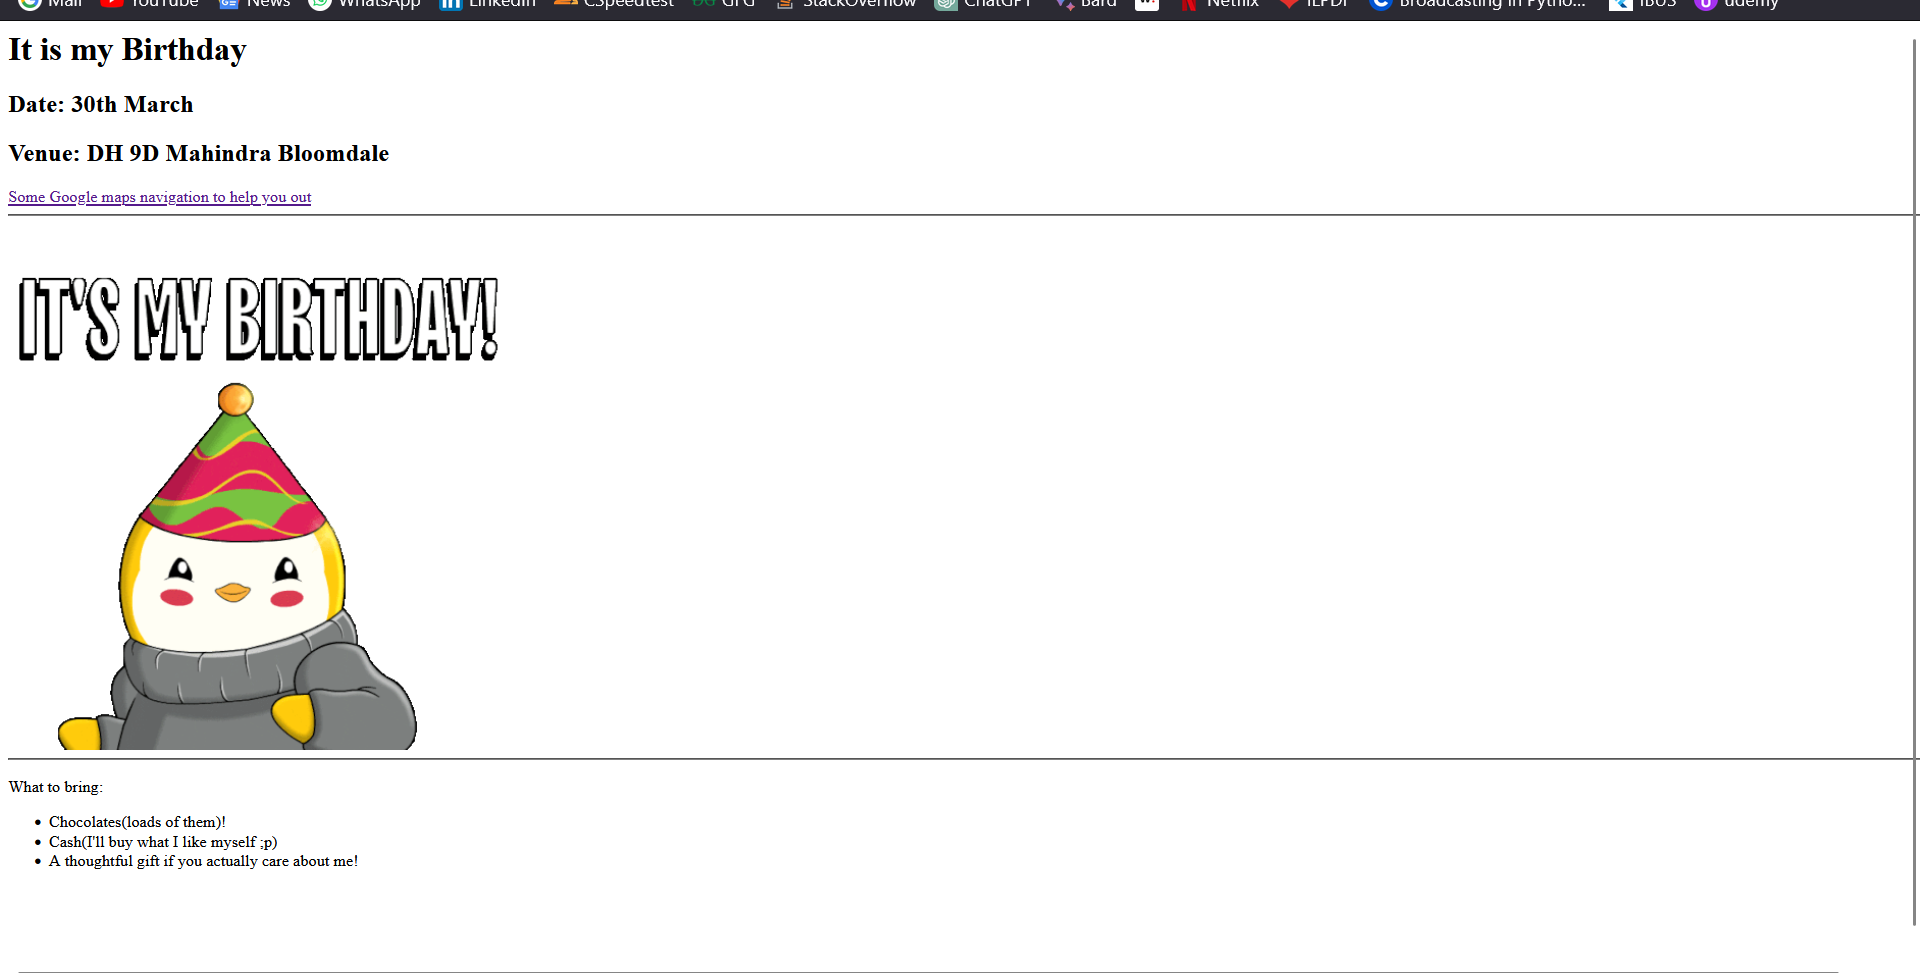 Mail YouTube News WhatsApp LinkedIn CSpeedtest GFG StackOverflow ChatGPT Bard Netflix Broadcasting in Pytho... IBUS udemy
It is my Birthday
Date: 30th March
Venue: DH 9D Mahindra Bloomdale
Some Google maps navigation to help you out
IT'S MY BIRTHDAY!
What to bring:
Chocolates(loads of them)!
Cash(I'll buy what I like myself ;p)
A thoughtful gift if you actually care about me!